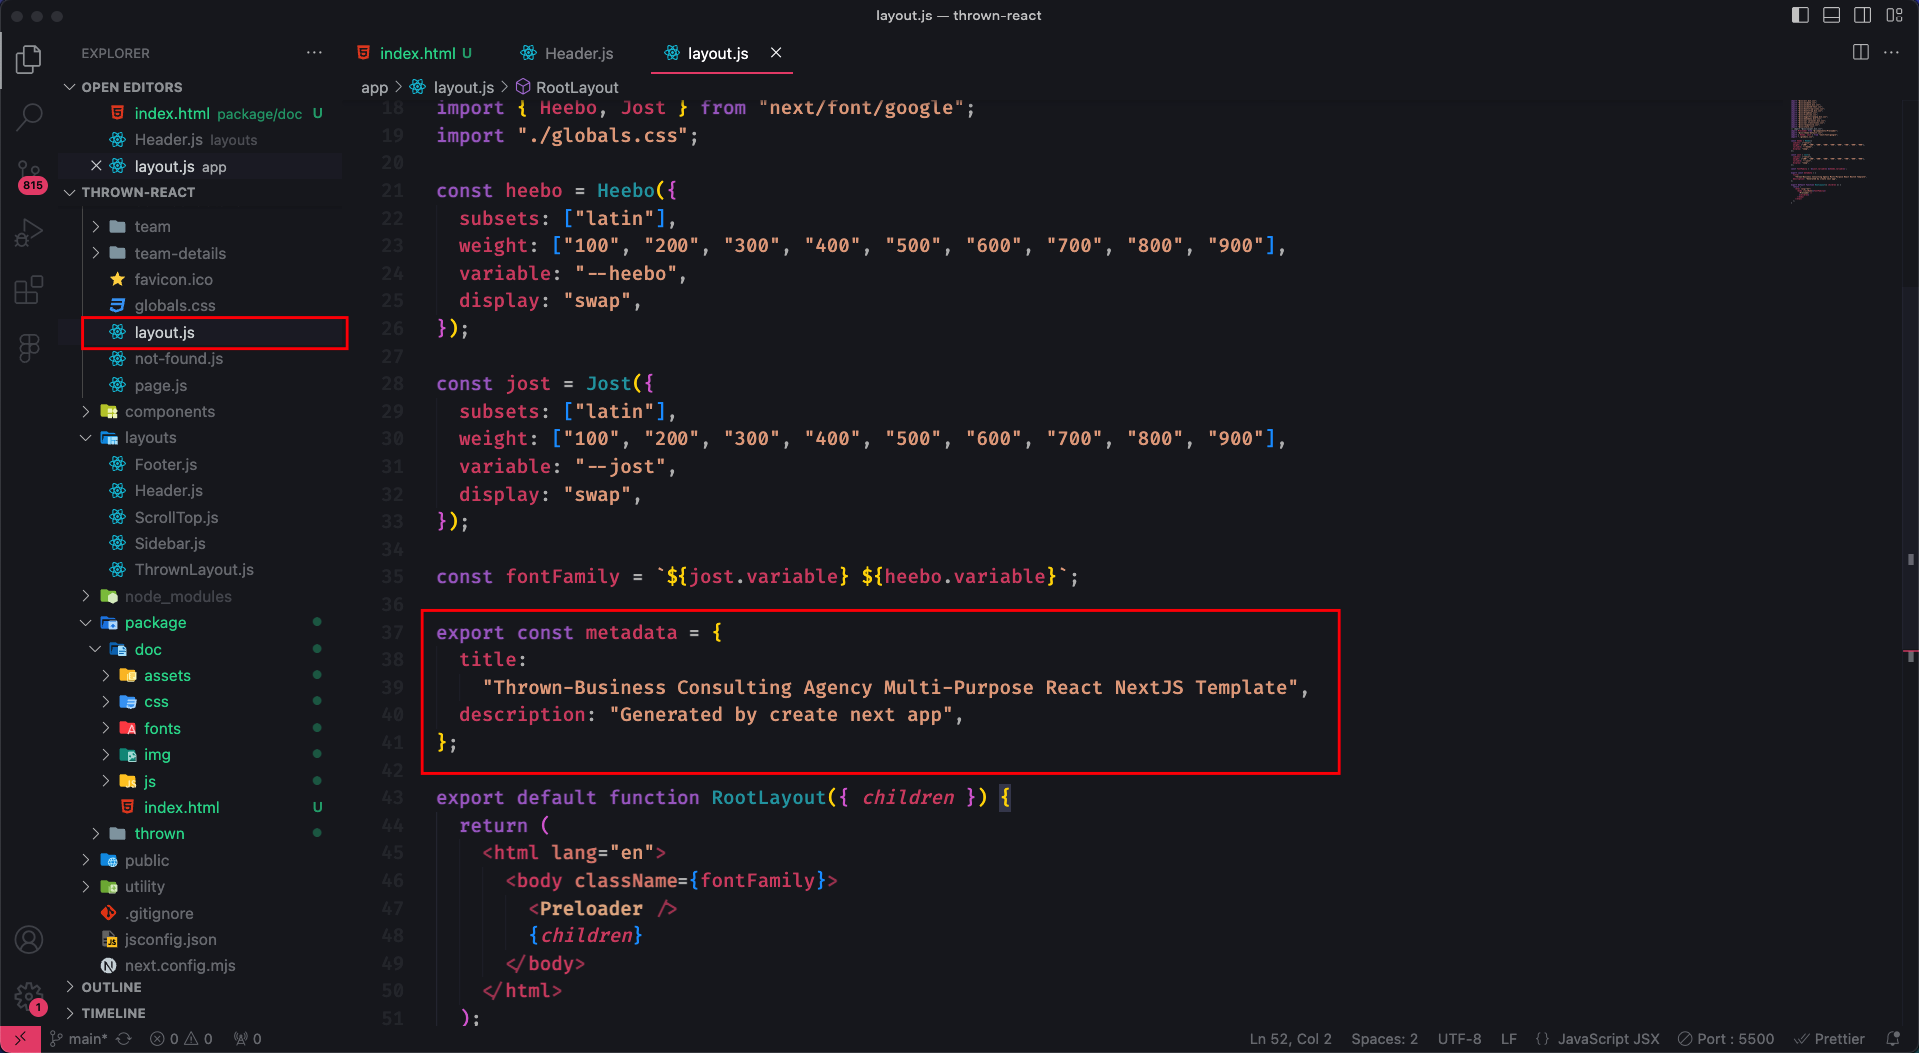 layout.js — thrown-react
EXPLORER
index.html U
Header.js
layout.js
OPEN EDITORS
index.html package/doc U
Header.js layouts
layout.js app
815
THROWN-REACT
team
team-details
favicon.ico
globals.css
layout.js
not-found.js
page.js
components
layouts
Footer.js
Header.js
ScrollTop.js
Sidebar.js
ThrownLayout.js
node_modules
package
doc
assets
css
fonts
img
js
index.html U
thrown
public
utility
.gitignore
jsconfig.json
next.config.mjs
OUTLINE
TIMELINE
1
app > layout.js > RootLayout
18 import { Heebo, Jost } from "next/font/google";
19 import "./globals.css";
20
21 const heebo = Heebo({
22 subsets: ["latin"],
23 weight: ["100", "200", "300", "400", "500", "600", "700", "800", "900"],
24 variable: "--heebo",
25 display: "swap",
26 });
27
28 const jost = Jost({
29 subsets: ["latin"],
30 weight: ["100", "200", "300", "400", "500", "600", "700", "800", "900"],
31 variable: "--jost",
32 display: "swap",
33 });
34
35 const fontFamily = `${jost.variable} ${heebo.variable}`;
36
37 export const metadata = {
38 title:
39 "Thrown-Business Consulting Agency Multi-Purpose React NextJS Template",
40 description: "Generated by create next app",
41 };
42
43 export default function RootLayout({ children }) {
44 return (
45 <html lang="en">
46 <body className={fontFamily}>
47 <Preloader />
48 {children}
49 </body>
50 </html>
51 );
main* 0 0 0
Ln 52, Col 2 Spaces: 2 UTF-8 LF {} JavaScript JSX Port : 5500 Prettier